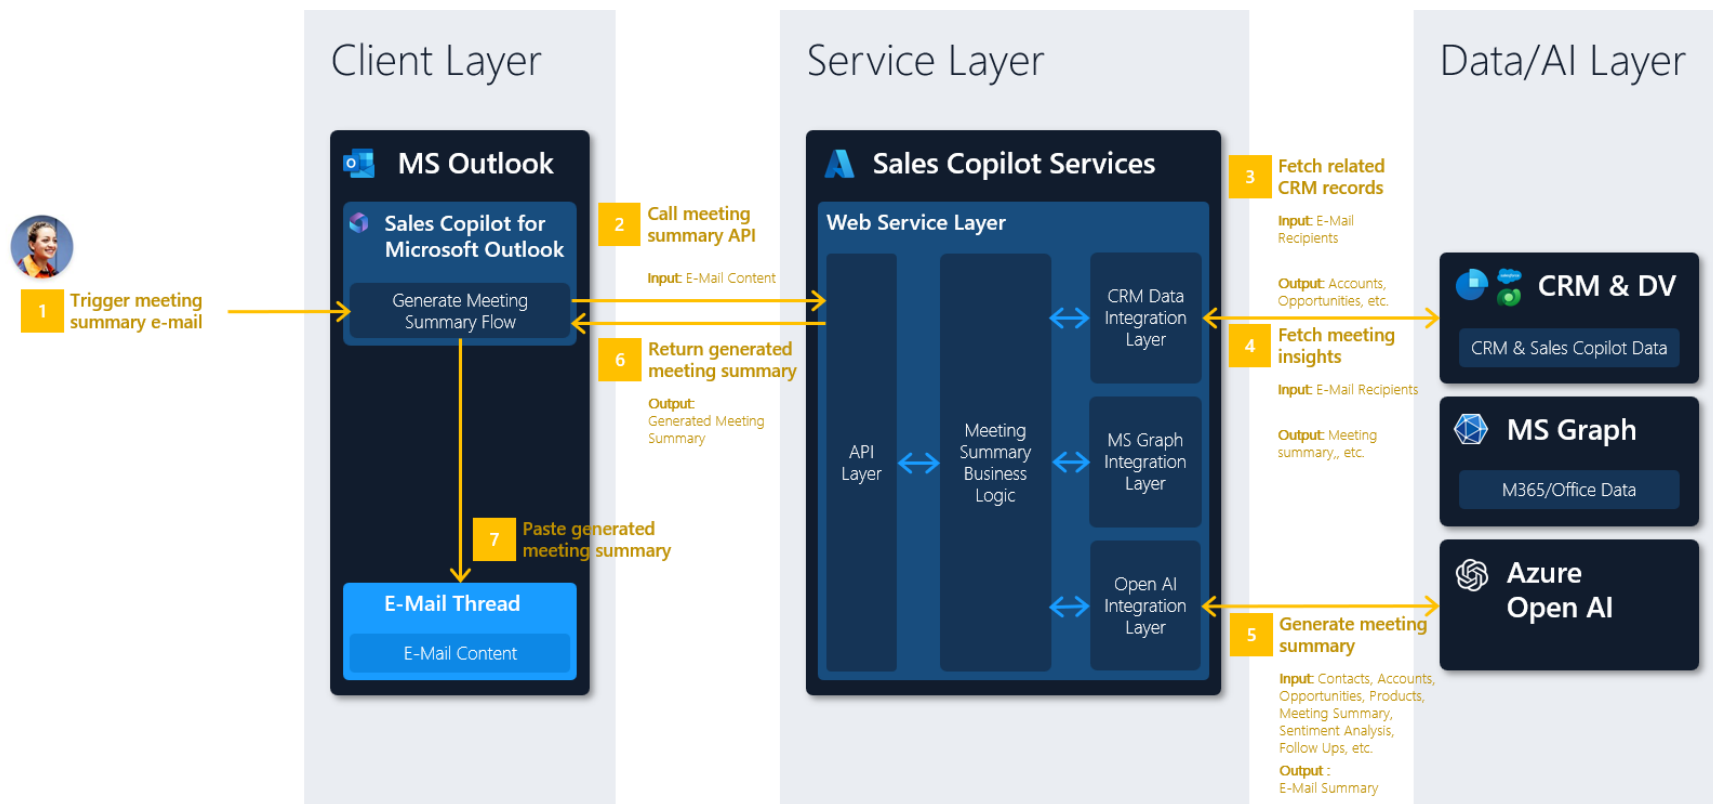 Client Layer
Service Layer
Data/AI Layer
1
Trigger meeting
summary e-mail
MS Outlook
Sales Copilot for
Microsoft Outlook
Generate Meeting
Summary Flow
7
Paste generated
meeting summary
E-Mail Thread
E-Mail Content
2
Call meeting
summary API
Input: E-Mail Content
6
Return generated
meeting summary
Output:
Generated Meeting
Summary
Sales Copilot Services
Web Service Layer
API
Layer
Meeting
Summary
Business
Logic
CRM Data
Integration
Layer
MS Graph
Integration
Layer
Open AI
Integration
Layer
3
Fetch related
CRM records
Input: E-Mail
Recipients
Output: Accounts,
Opportunities, etc.
4
Fetch meeting
insights
Input: E-Mail Recipients
Output: Meeting
summary,, etc.
5
Generate meeting
summary
Input: Contacts, Accounts,
Opportunities, Products,
Meeting Summary,
Sentiment Analysis,
Follow Ups, etc.
Output :
E-Mail Summary
CRM & DV
CRM & Sales Copilot Data
MS Graph
M365/Office Data
Azure
Open AI